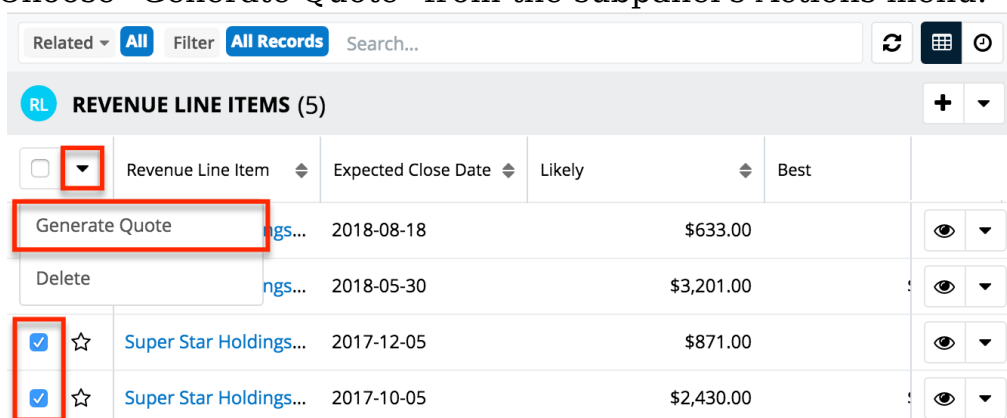 Choose "Generate Quote" from the subpanel's Actions menu.
Related All Filter All Records Search...
RL REVENUE LINE ITEMS (5)
Revenue Line Item Expected Close Date Likely Best
Generate Quote ngs... 2018-08-18 $633.00
Delete ngs... 2018-05-30 $3,201.00
Super Star Holdings... 2017-12-05 $871.00
Super Star Holdings... 2017-10-05 $2,430.00